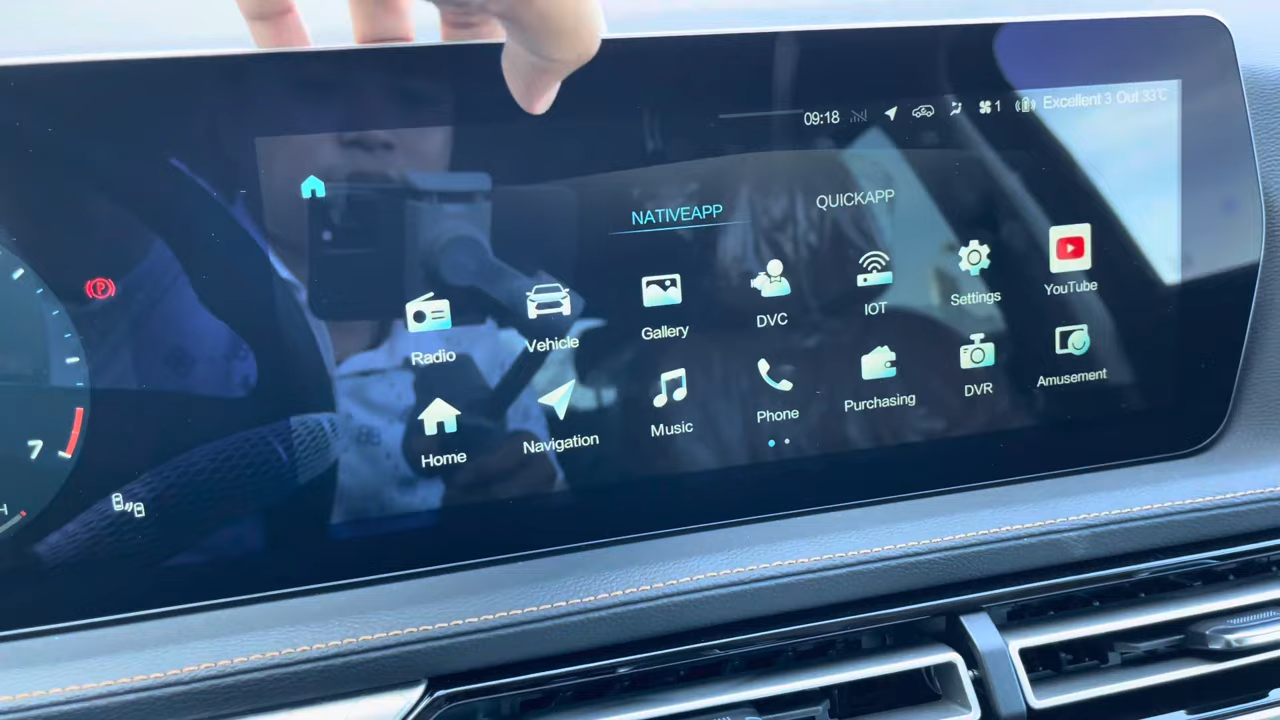 09:18 1 Excellent 3 Out 33℃
NATIVEAPP QUICKAPP
Radio Vehicle Gallery DVC IOT Settings YouTube
Home Navigation Music Phone Purchasing DVR Amusement
P
7